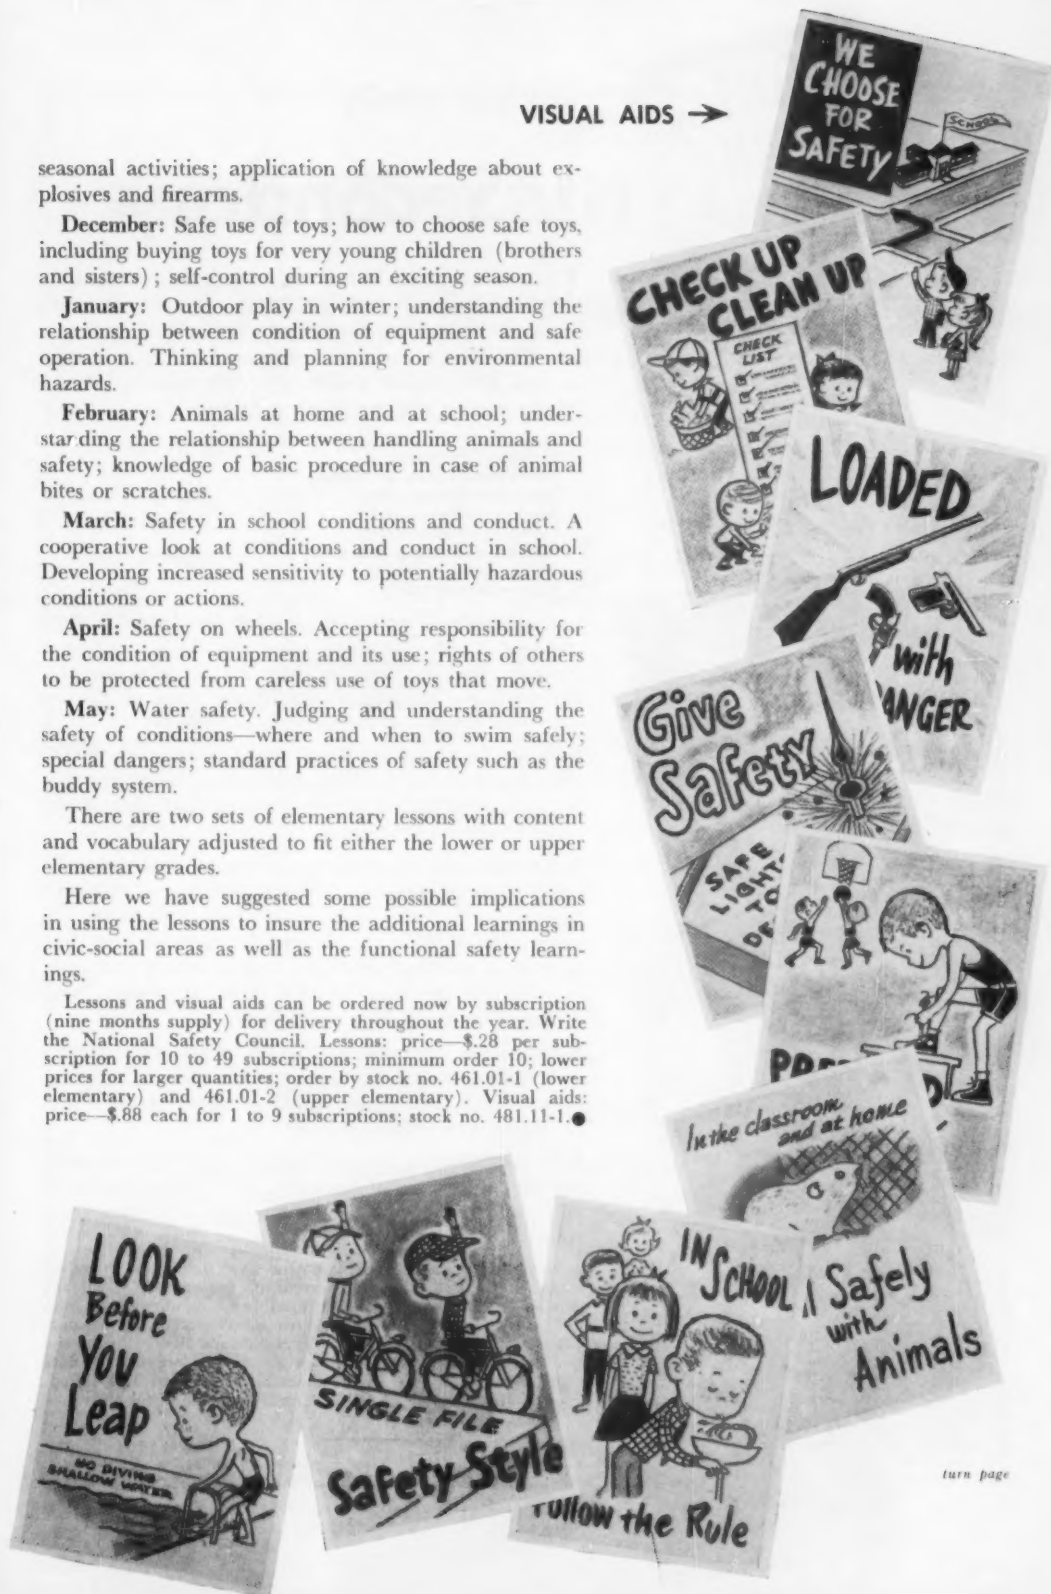 VISUAL AIDS →
seasonal activities; application of knowledge about ex-
plosives and firearms.
December: Safe use of toys; how to choose safe toys,
including buying toys for very young children (brothers
and sisters) ; self-control during an exciting season.
January: Outdoor play in winter; understanding the
relationship between condition of equipment and safe
operation. Thinking and planning for environmental
hazards.
February: Animals at home and at school; under-
standing the relationship between handling animals and
safety; knowledge of basic procedure in case of animal
bites or scratches.
March: Safety in school conditions and conduct. A
cooperative look at conditions and conduct in school.
Developing increased sensitivity to potentially hazardous
conditions or actions.
April: Safety on wheels. Accepting responsibility for
the condition of equipment and its use; rights of others
to be protected from careless use of toys that move.
May: Water safety. Judging and understanding the
safety of conditions—where and when to swim safely;
special dangers; standard practices of safety such as the
buddy system.
There are two sets of elementary lessons with content
and vocabulary adjusted to fit either the lower or upper
elementary grades.
Here we have suggested some possible implications
in using the lessons to insure the additional learnings in
civic-social areas as well as the functional safety learn-
ings.
Lessons and visual aids can be ordered now by subscription
(nine months supply) for delivery throughout the year. Write
the National Safety Council. Lessons: price—$.28 per sub-
scription for 10 to 49 subscriptions; minimum order 10; lower
prices for larger quantities; order by stock no. 461.01-1 (lower
elementary) and 461.01-2 (upper elementary). Visual aids:
price—$.88 each for 1 to 9 subscriptions; stock no. 481.11-1.●
WE
CHOOSE
FOR
SAFETY
SCHOOL
CHECK UP
CLEAN UP
CHECK
LIST
LOADED
with
ANGER
Give
Safety
SAFE
LIGHT
TO
DE
In the classroom
and at home
Safely
with
Animals
IN
SCHOOL
Follow the Rule
SINGLE FILE
Safety Style
LOOK
Before
You
Leap
NO DIVING
SHALLOW WATER
turn page